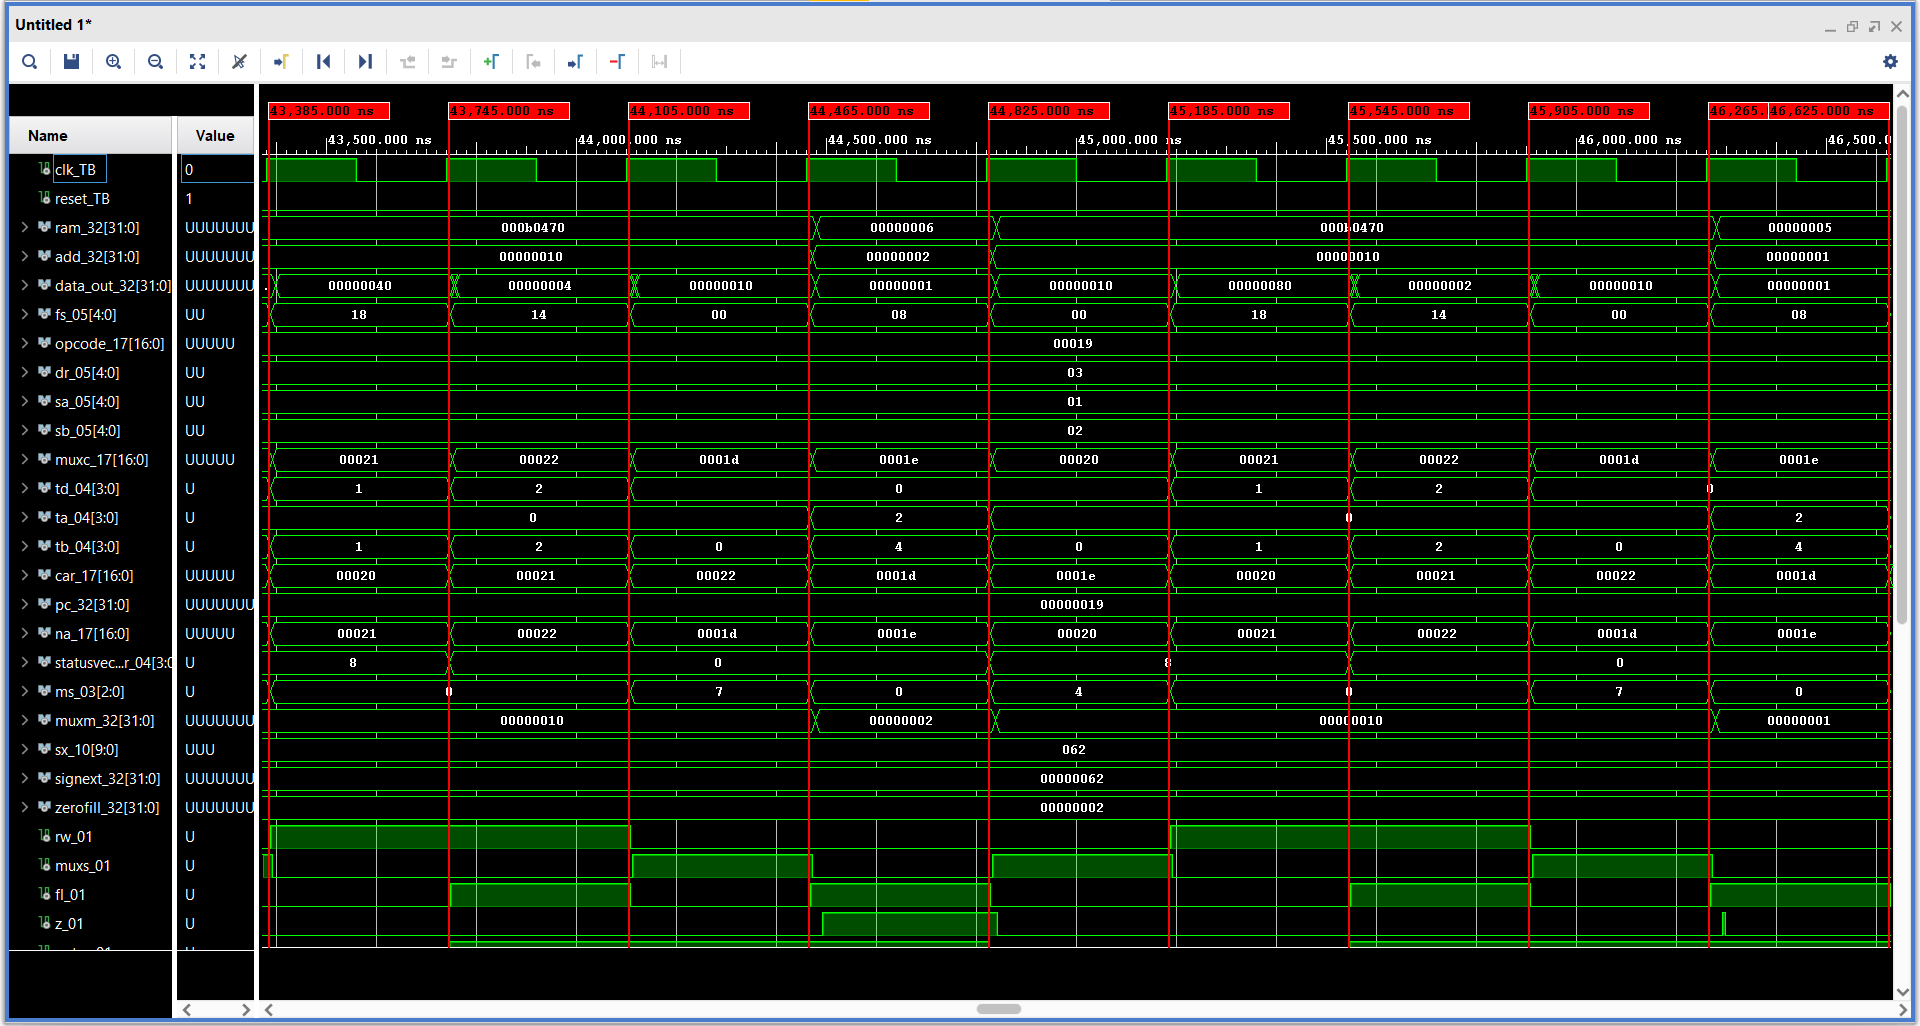 Untitled 1*
43,385.000 ns 43,745.000 ns 44,105.000 ns 44,465.000 ns 44,825.000 ns 45,185.000 ns 45,545.000 ns 45,905.000 ns 46,265. 46,625.000 ns
Name Value
43,500.000 ns 44,000.000 ns 44,500.000 ns 45,000.000 ns 45,500.000 ns 46,000.000 ns 46,500.0
clk_TB 0
reset_TB 1
ram_32[31:0] UUUUUUU 000b0470 00000006 000b0470 00000005
add_32[31:0] UUUUUUU 00000010 00000002 00000010 00000001
data_out_32[31:0] UUUUUUU . 00000040 00000004 00000010 00000001 00000010 00000080 00000002 00000010 00000001
fs_05[4:0] UU 18 14 00 08 00 18 14 00 08
opcode_17[16:0] UUUUU 00019
dr_05[4:0] UU 03
sa_05[4:0] UU 01
sb_05[4:0] UU 02
muxc_17[16:0] UUUUU 00021 00022 0001d 0001e 00020 00021 00022 0001d 0001e
td_04[3:0] U 1 2 0 1 2 0
ta_04[3:0] U 0 2 0 2
tb_04[3:0] U 1 2 0 4 0 1 2 0 4
car_17[16:0] UUUUU 00020 00021 00022 0001d 0001e 00020 00021 00022 0001d
pc_32[31:0] UUUUUUU 00000019
na_17[16:0] UUUUU 00021 00022 0001d 0001e 00020 00021 00022 0001d 0001e
statusvec...r_04[3:0 U 8 0 8 0
ms_03[2:0] U 0 7 0 4 0 7 0
muxm_32[31:0] UUUUUUU 00000010 00000002 00000010 00000001
sx_10[9:0] UUU 062
signext_32[31:0] UUUUUUU 00000062
zerofill_32[31:0] UUUUUUU 00000002
rw_01 U
muxs_01 U
fl_01 U
z_01 U